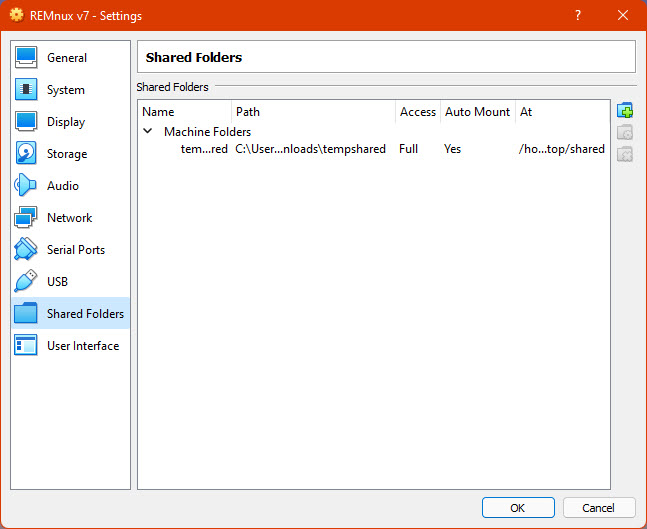 REMnux v7 - Settings
?
General
System
Display
Storage
Audio
Network
Serial Ports
USB
Shared Folders
User Interface
Shared Folders
Shared Folders
Name Path Access Auto Mount At
Machine Folders
tem...red C:\User...nloads\tempshared Full Yes /ho...top/shared
OK Cancel